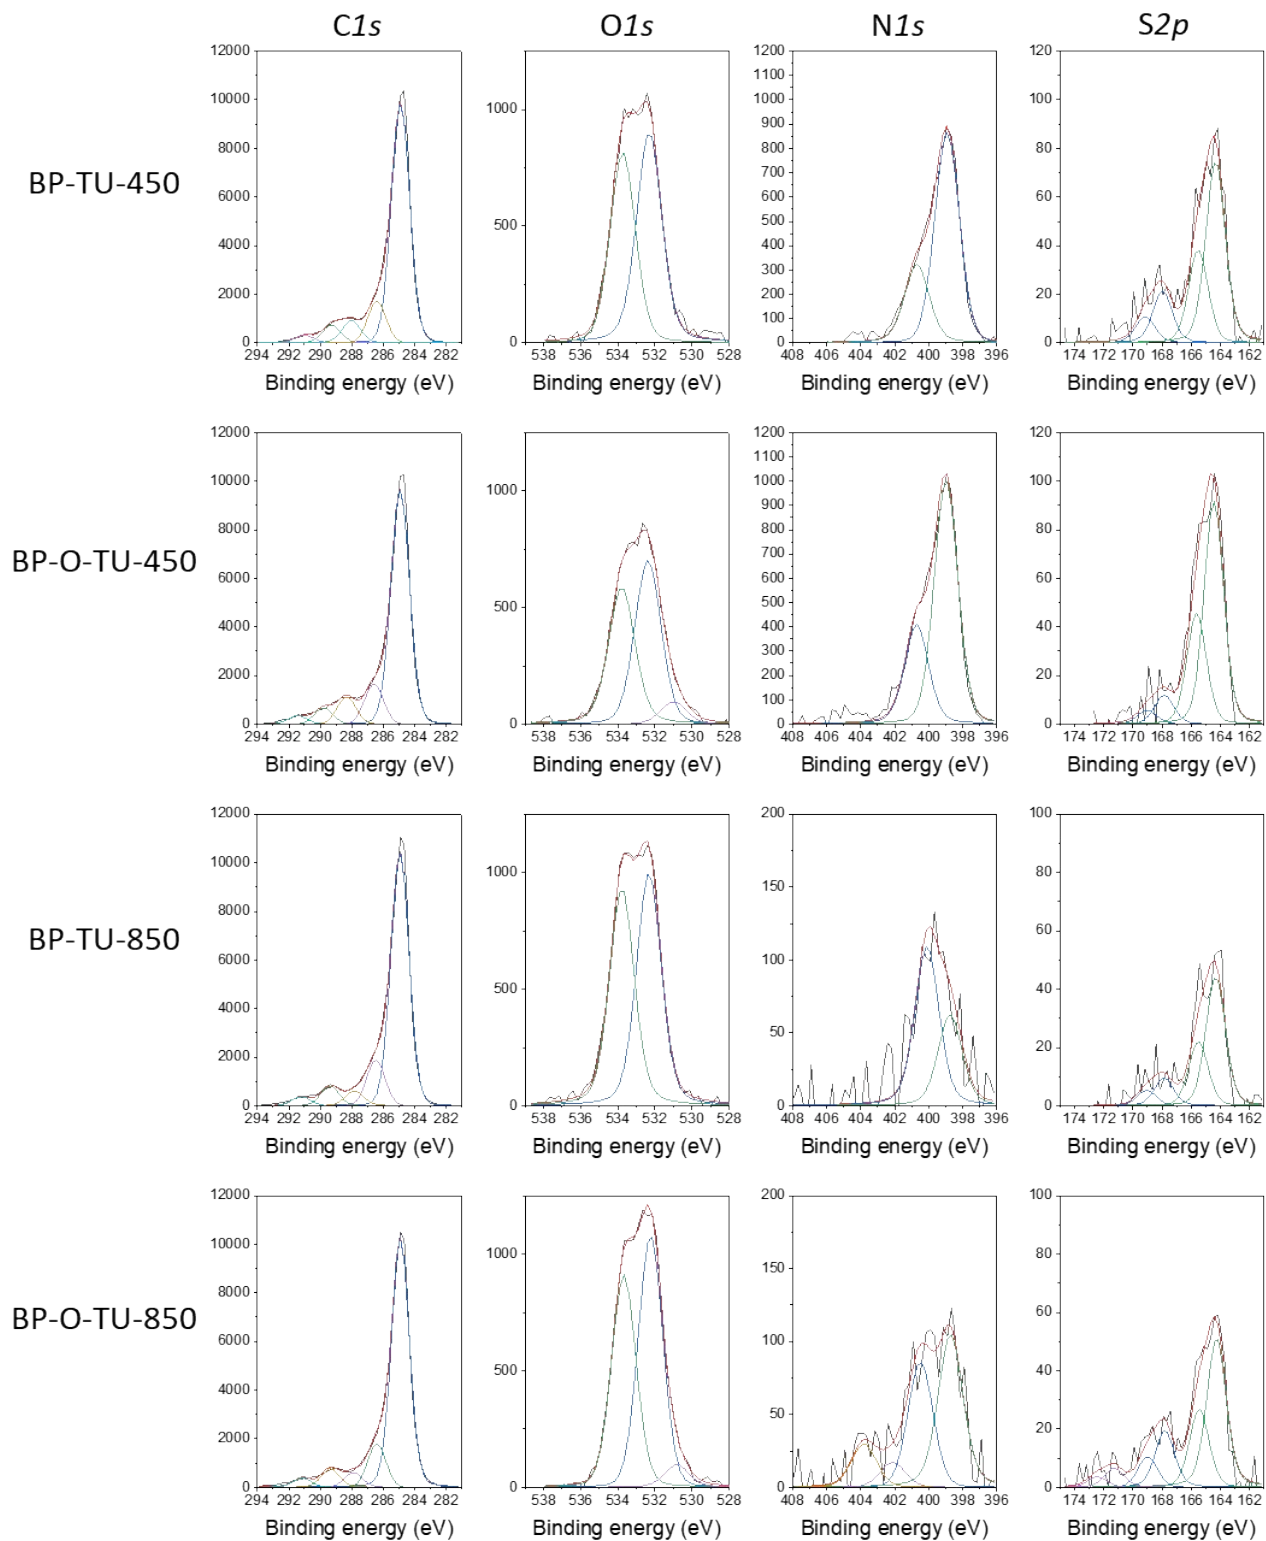 C1s O1s N1s S2p
BP-TU-450
12000 10000 8000 6000 4000 2000 0
294 292 290 288 286 284 282
Binding energy (eV)
1000 500 0
538 536 534 532 530 528
Binding energy (eV)
1200 1100 1000 900 800 700 600 500 400 300 200 100 0
408 406 404 402 400 398 396
Binding energy (eV)
120 100 80 60 40 20 0
174 172 170 168 166 164 162
Binding energy (eV)
BP-O-TU-450
12000 10000 8000 6000 4000 2000 0
294 292 290 288 286 284 282
Binding energy (eV)
1000 500 0
538 536 534 532 530 528
Binding energy (eV)
1200 1100 1000 900 800 700 600 500 400 300 200 100 0
408 406 404 402 400 398 396
Binding energy (eV)
120 100 80 60 40 20 0
174 172 170 168 166 164 162
Binding energy (eV)
BP-TU-850
12000 10000 8000 6000 4000 2000 0
294 292 290 288 286 284 282
Binding energy (eV)
1000 500 0
538 536 534 532 530 528
Binding energy (eV)
200 150 100 50 0
408 406 404 402 400 398 396
Binding energy (eV)
100 80 60 40 20 0
174 172 170 168 166 164 162
Binding energy (eV)
BP-O-TU-850
12000 10000 8000 6000 4000 2000 0
294 292 290 288 286 284 282
Binding energy (eV)
1000 500 0
538 536 534 532 530 528
Binding energy (eV)
200 150 100 50 0
408 406 404 402 400 398 396
Binding energy (eV)
100 80 60 40 20 0
174 172 170 168 166 164 162
Binding energy (eV)